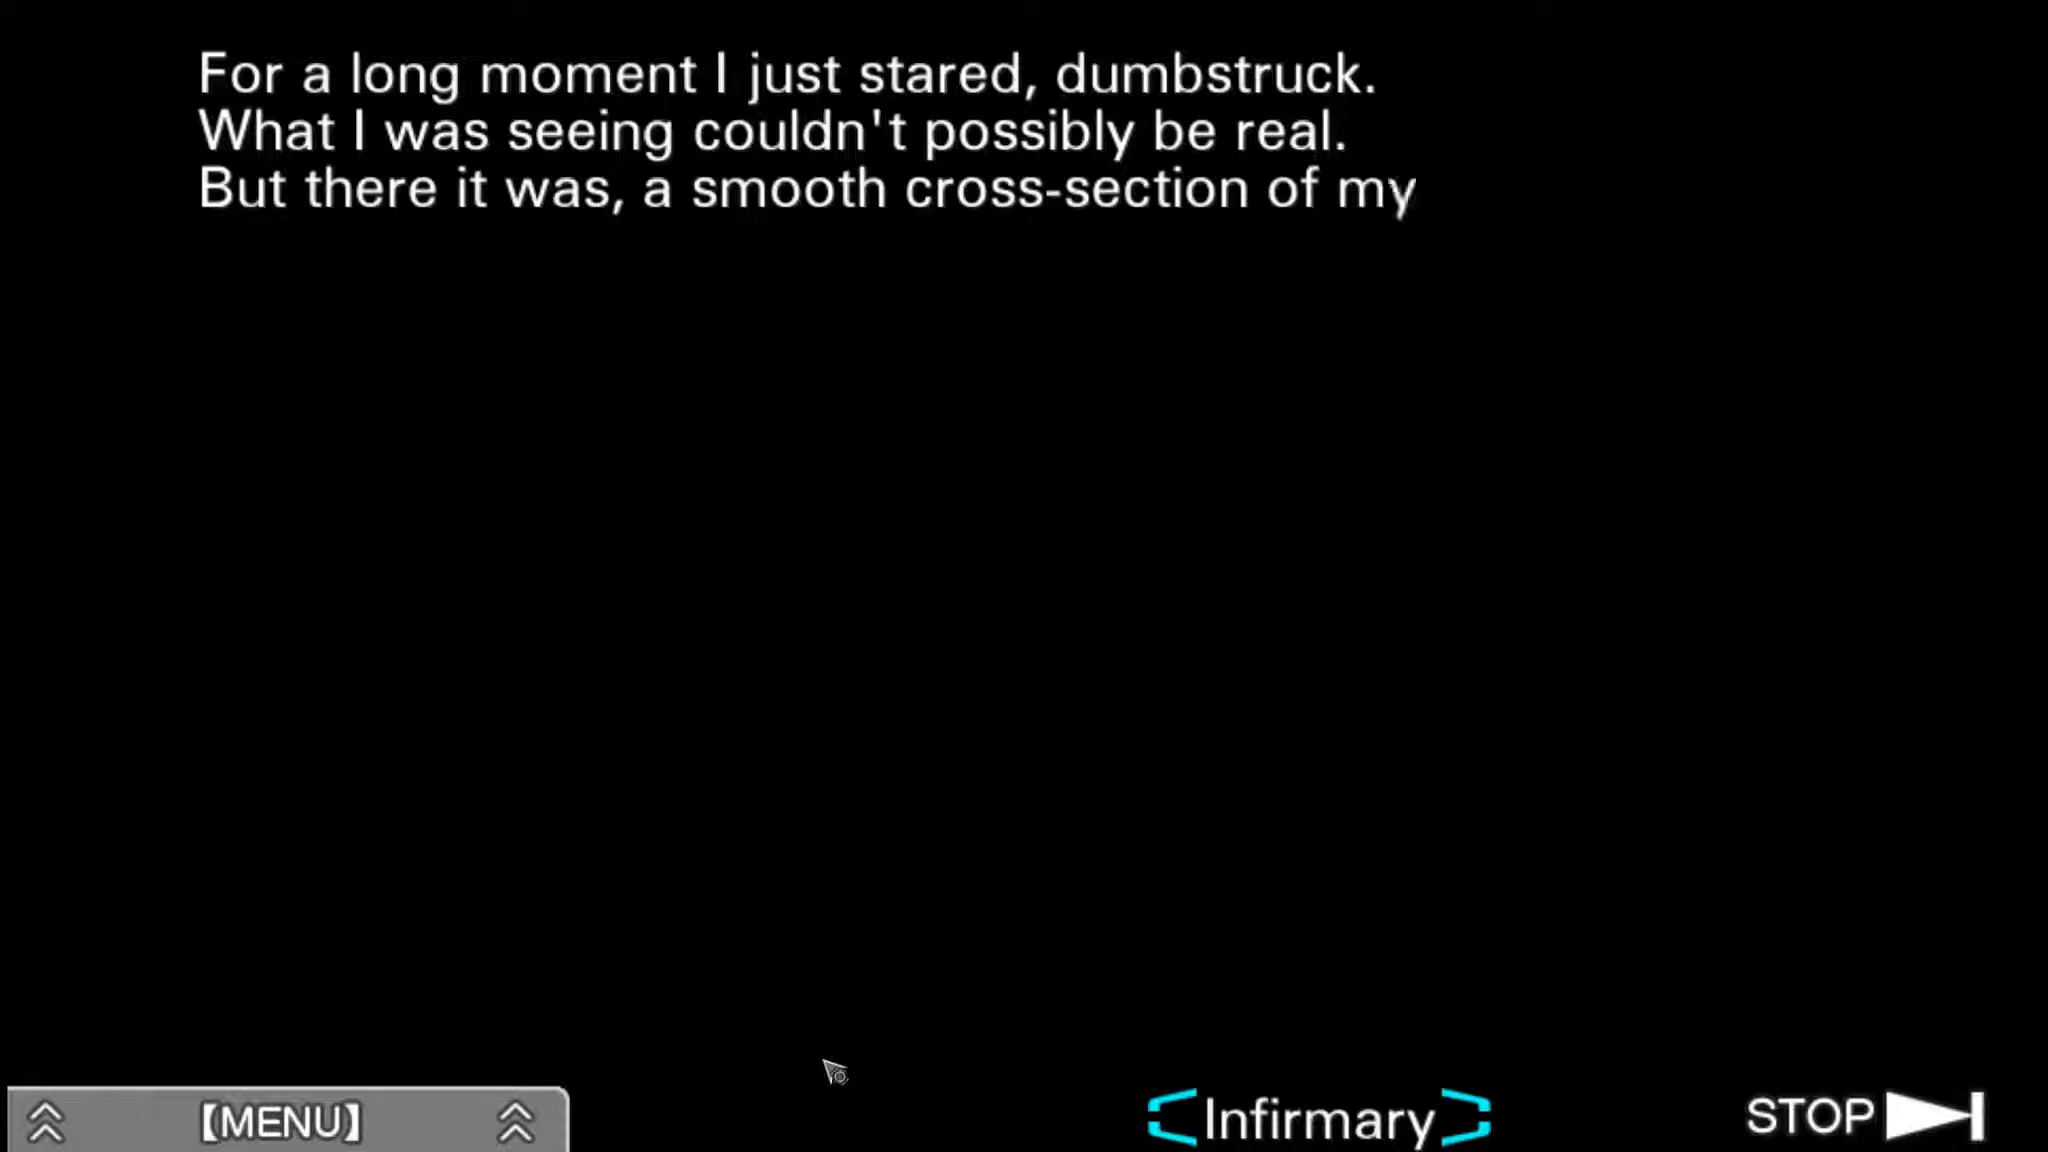 For a long moment I just stared, dumbstruck.
What I was seeing couldn't possibly be real.
But there it was, a smooth cross-section of my
【MENU】
Infirmary
STOP